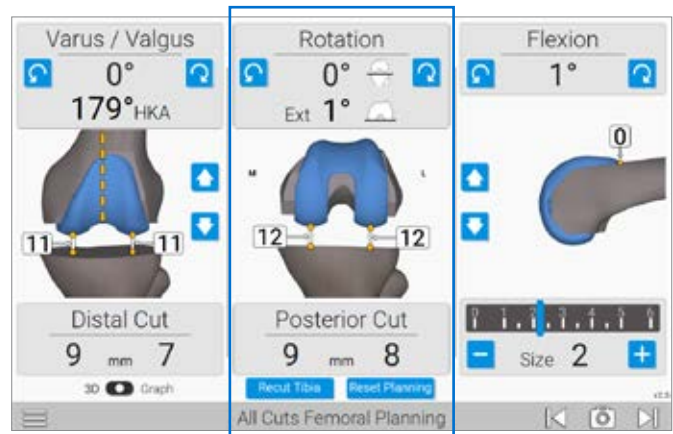 Varus / Valgus
0°
179°HKA
11 11
Distal Cut
9 mm 7
3D Graph
Rotation
0°
Ext 1°
M L
12 12
Posterior Cut
9 mm 8
Recut Tibia Reset Planning
All Cuts Femoral Planning
Flexion
1°
0
0 1 2 3 4 5 6
Size 2